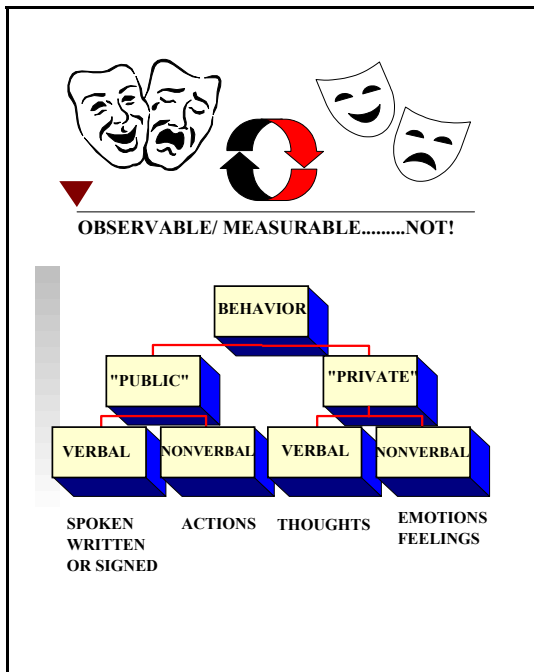 OBSERVABLE/ MEASURABLE.........NOT!
BEHAVIOR
"PUBLIC"
"PRIVATE"
VERBAL
NONVERBAL
VERBAL
NONVERBAL
SPOKEN
WRITTEN
OR SIGNED
ACTIONS
THOUGHTS
EMOTIONS
FEELINGS